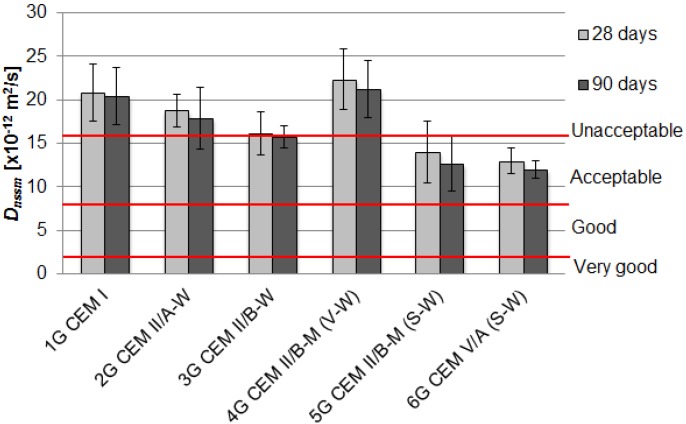 30
25
20
15
10
5
0
Dnssm [x10-12 m2/s]
28 days
90 days
Unacceptable
Acceptable
Good
Very good
1G CEM I
2G CEM II/A-W
3G CEM II/B-W
4G CEM II/B-M (V-W)
5G CEM II/B-M (S-W)
6G CEM V/A (S-W)